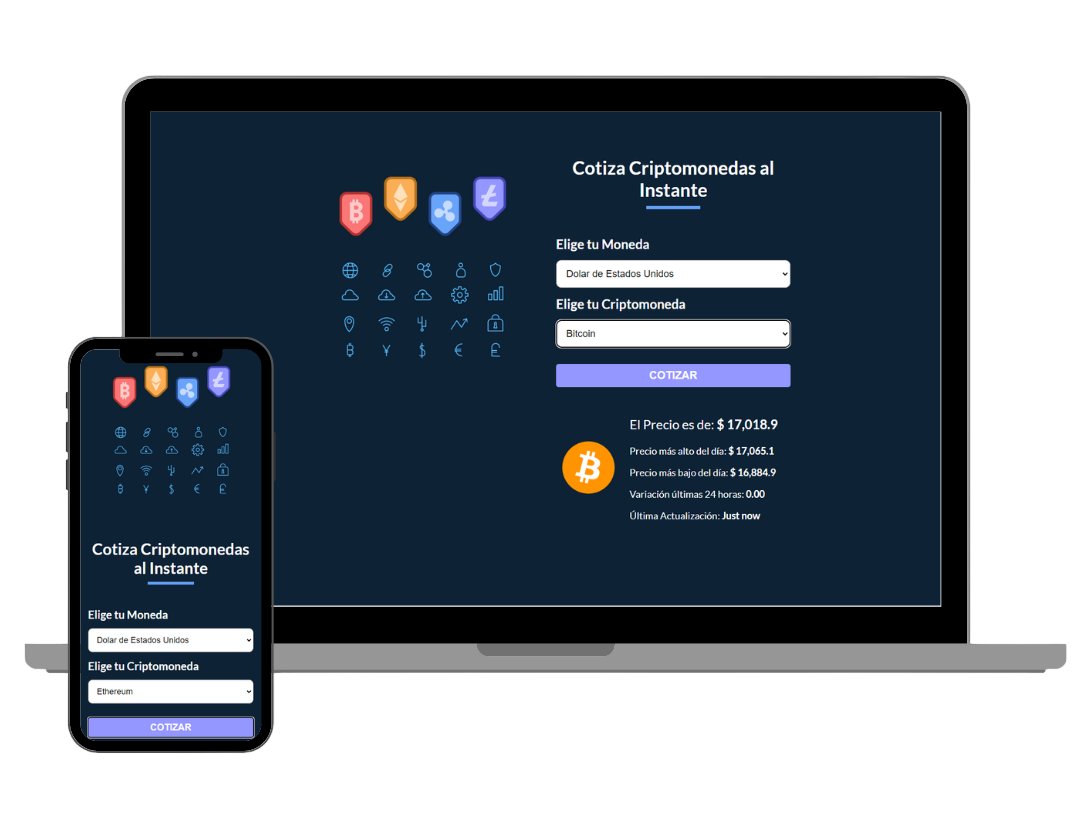 Cotiza Criptomonedas al
Instante
Elige tu Moneda
Dolar de Estados Unidos
Elige tu Criptomoneda
Bitcoin
COTIZAR
El Precio es de: $ 17,018.9
Precio más alto del día: $ 17,065.1
Precio más bajo del día: $ 16,884.9
Variación últimas 24 horas: 0.00
Última Actualización: Just now
Cotiza Criptomonedas
al Instante
Elige tu Moneda
Dolar de Estados Unidos
Elige tu Criptomoneda
Ethereum
COTIZAR